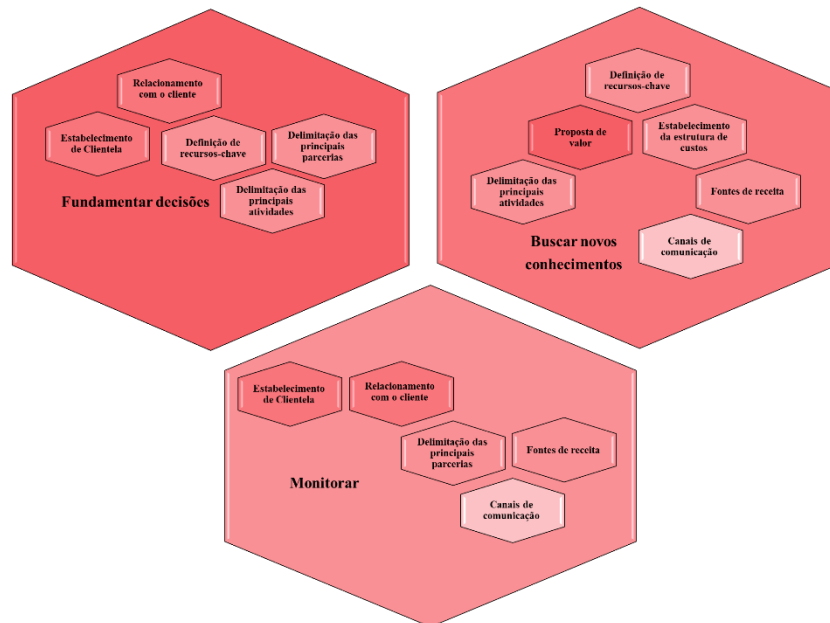 Relacionamento
com o cliente
Estabelecimento
de Clientela
Definição de
recursos-chave
Delimitação das
principais
parcerias
Delimitação das
principais
atividades
Fundamentar decisões
Definição de
recursos-chave
Proposta de
valor
Estabelecimento
da estrutura de
custos
Delimitação das
principais
atividades
Fontes de receita
Canais de
comunicação
Buscar novos
conhecimentos
Estabelecimento
de Clientela
Relacionamento
com o cliente
Delimitação das
principais
parcerias
Fontes de receita
Canais de
comunicação
Monitorar